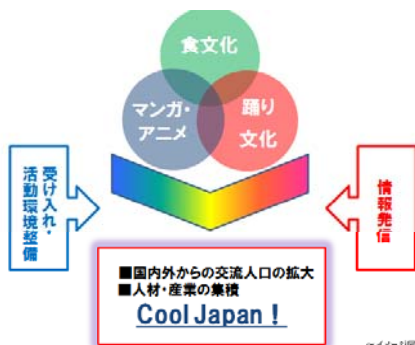 食文化
マンガ・
アニメ
踊り
文化
受け入れ・
活動環境整備
情報発信
■国内外からの交流人口の拡大
■人材・産業の集積
Cool Japan！